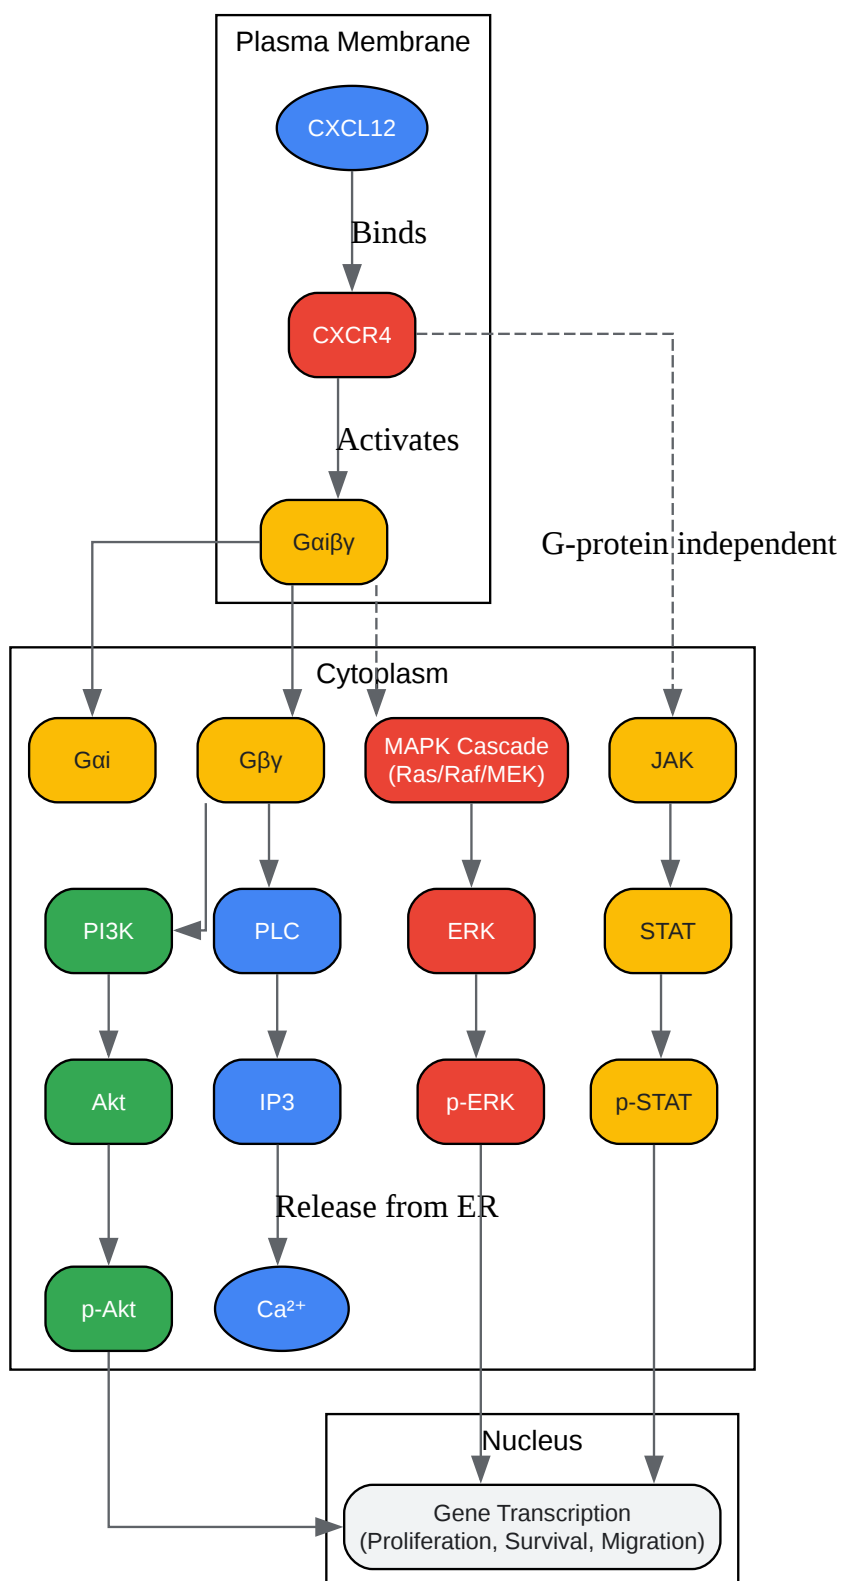 Plasma Membrane
CXCL12
Binds
CXCR4
Activates
Gαiβγ
G-protein independent
Cytoplasm
Gαi
Gβγ
MAPK Cascade
(Ras/Raf/MEK)
JAK
PI3K
PLC
ERK
STAT
Akt
IP3
p-ERK
p-STAT
Release from ER
p-Akt
Ca²⁺
Nucleus
Gene Transcription
(Proliferation, Survival, Migration)